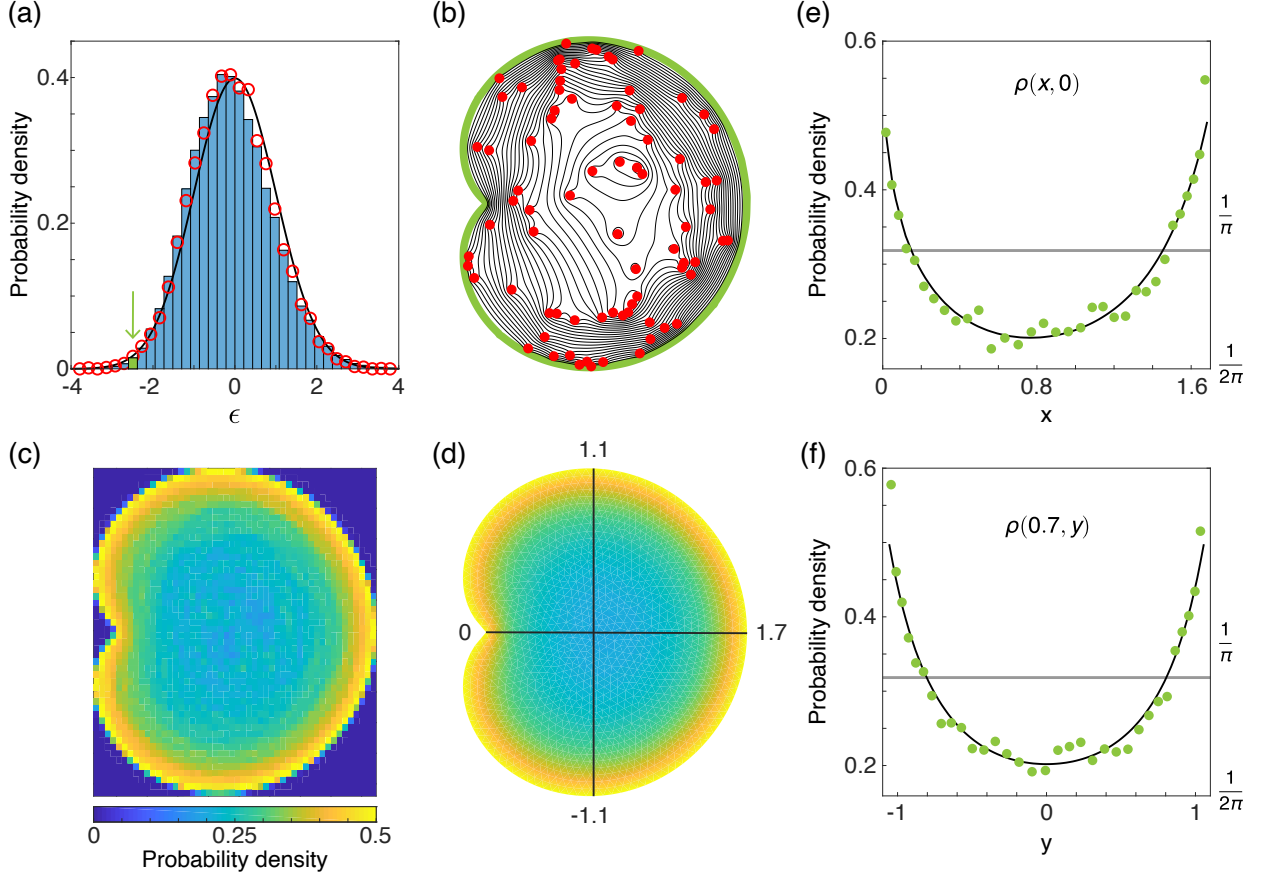 (a)
Probability density
0.4
0.2
0
-4
-2
0
2
4
ϵ
(b)
(e)
Probability density
0.6
0.4
0.2
ρ(x, 0)
1/π
1/2π
0
0.8
1.6
x
(c)
0
0.25
0.5
Probability density
(d)
1.1
0
1.7
-1.1
(f)
Probability density
0.6
0.4
0.2
ρ(0.7, y)
1/π
1/2π
-1
0
1
y